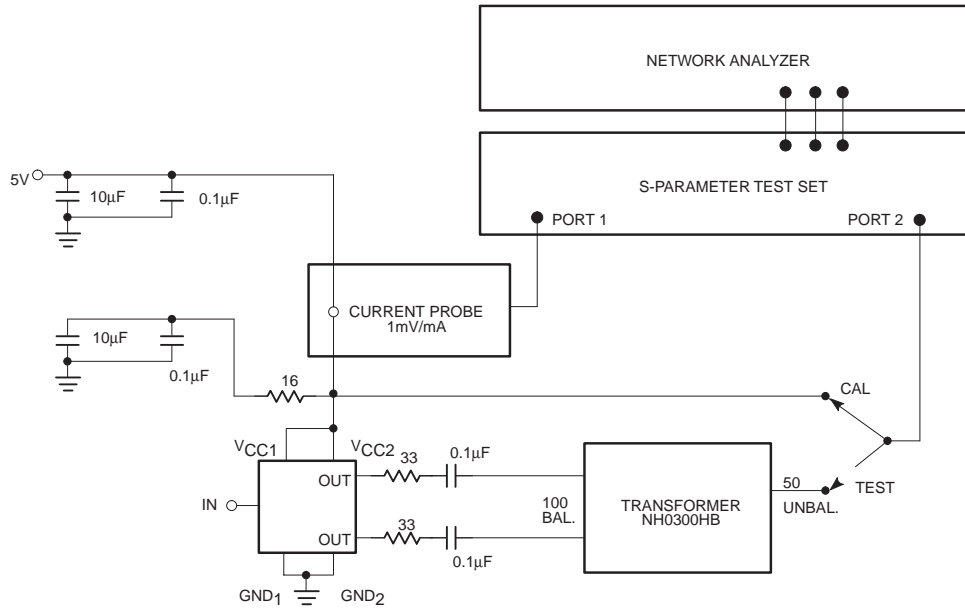 NETWORK ANALYZER
S-PARAMETER TEST SET
PORT 1
PORT 2
5V
10μF
0.1μF
CURRENT PROBE
1mV/mA
10μF
0.1μF
16
CAL
VCC1
VCC2
33
0.1μF
OUT
IN
100
BAL.
TRANSFORMER
NH0300HB
50
UNBAL.
TEST
OUT
33
0.1μF
GND1
GND2